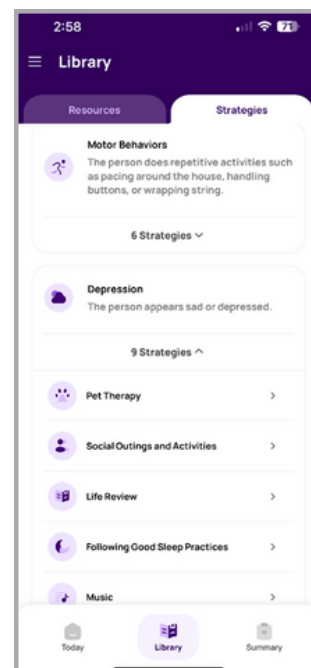 2:58
71
Library
Resources
Strategies
Motor Behaviors
The person does repetitive activities such
as pacing around the house, handling
buttons, or wrapping string.
6 Strategies
Depression
The person appears sad or depressed.
9 Strategies
Pet Therapy
Social Outings and Activities
Life Review
Following Good Sleep Practices
Music
Today
Library
Summary